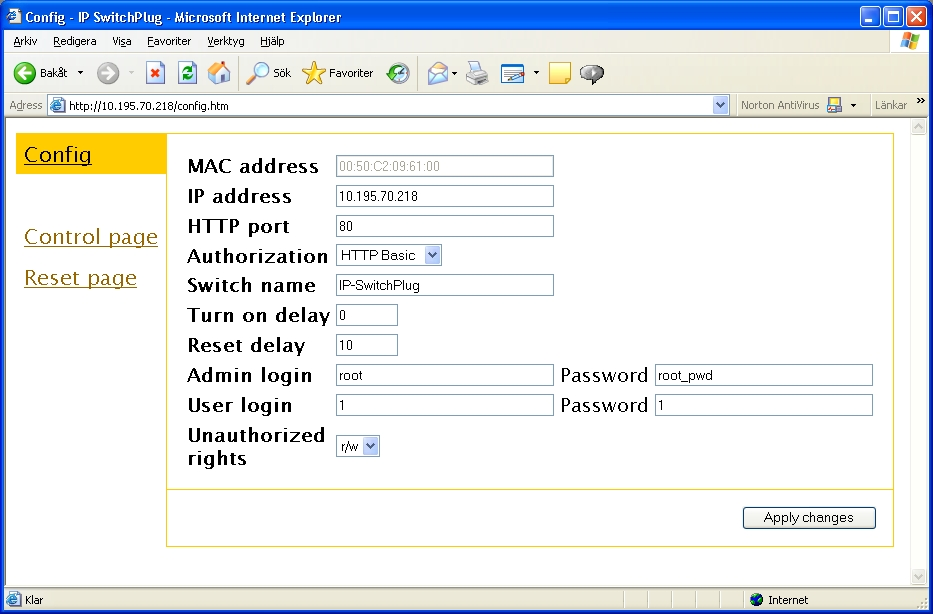 Config - IP SwitchPlug - Microsoft Internet Explorer
Arkiv Redigera Visa Favoriter Verktyg Hjälp
Bakåt Sök Favoriter
Adress http://10.195.70.218/config.htm Norton AntiVirus Länkar »
Config
MAC address 00:50:C2:09:61:00
IP address 10.195.70.218
HTTP port 80
Control page
Authorization HTTP Basic
Reset page
Switch name IP-SwitchPlug
Turn on delay 0
Reset delay 10
Admin login root Password root_pwd
User login 1 Password 1
Unauthorized
rights r/w
Apply changes
Klar Internet